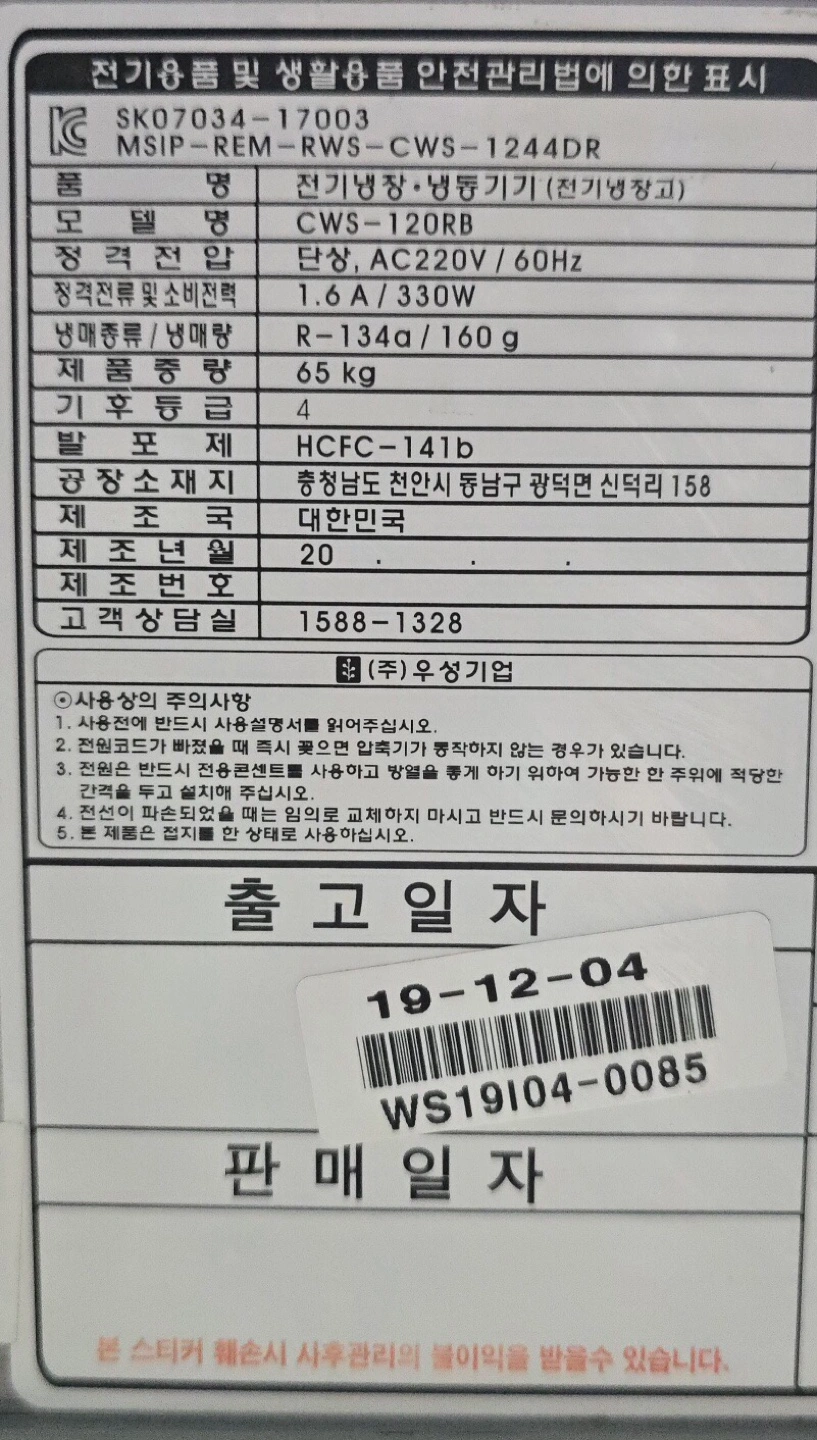 전기용품 및 생활용품 안전관리법에 의한 표시
SK07034-17003
MSIP-REM-RWS-CWS-1244DR
품 명 전기냉장·냉동기기 (전기냉장고)
모 델 명 CWS-120RB
정 격 전 압 단상, AC220V / 60Hz
정격전류 및 소비전력 1.6 A / 330W
냉매종류 / 냉매량 R-134a / 160 g
제 품 중 량 65 kg
기 후 등 급 4
발 포 제 HCFC-141b
공 장 소 재 지 충청남도 천안시 동남구 광덕면 신덕리 158
제 조 국 대한민국
제 조 년 월 20 . . .
제 조 번 호
고 객 상 담 실 1588-1328
(주) 우성기업
⊙사용상의 주의사항
1. 사용전에 반드시 사용설명서를 읽어주십시오.
2. 전원코드가 빠졌을 때 즉시 꽂으면 압축기가 동작하지 않는 경우가 있습니다.
3. 전원은 반드시 전용콘센트를 사용하고 방열을 좋게 하기 위하여 가능한 한 주위에 적당한
간격을 두고 설치해 주십시오.
4. 전선이 파손되었을 때는 임의로 교체하지 마시고 반드시 문의하시기 바랍니다.
5. 본 제품은 접지를 한 상태로 사용하십시오.
출 고 일 자
19-12-04
WS19I04-0085
판 매 일 자
본 스티커 훼손시 사후관리의 불이익을 받을수 있습니다.